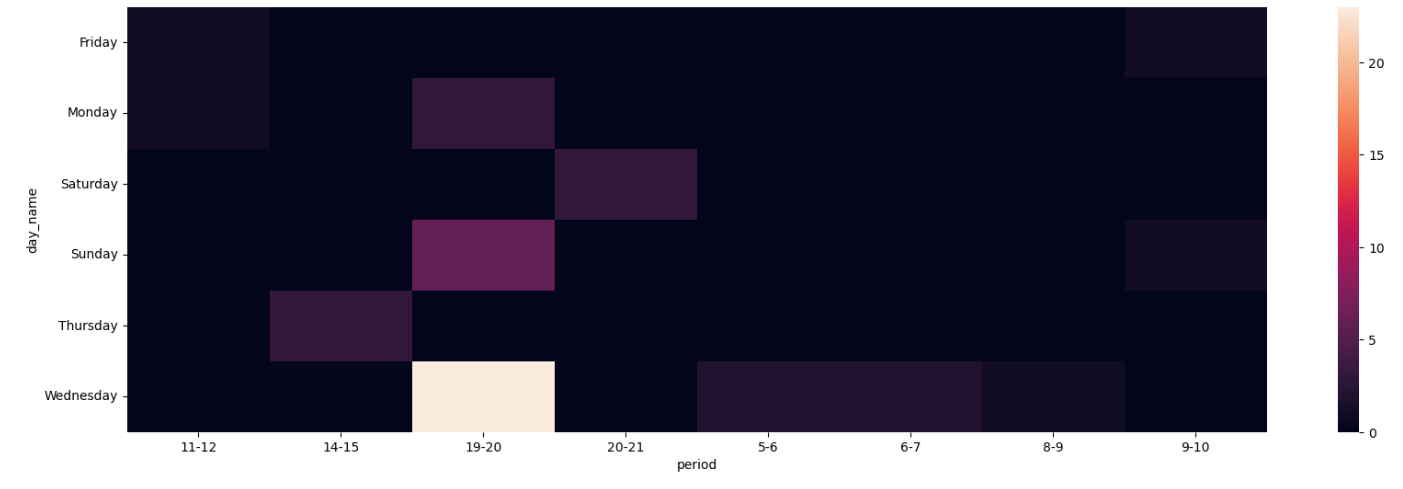 Friday
Monday
Saturday
Sunday
Thursday
Wednesday
day_name
11-12 14-15 19-20 20-21 5-6 6-7 8-9 9-10
period
20
15
10
5
0